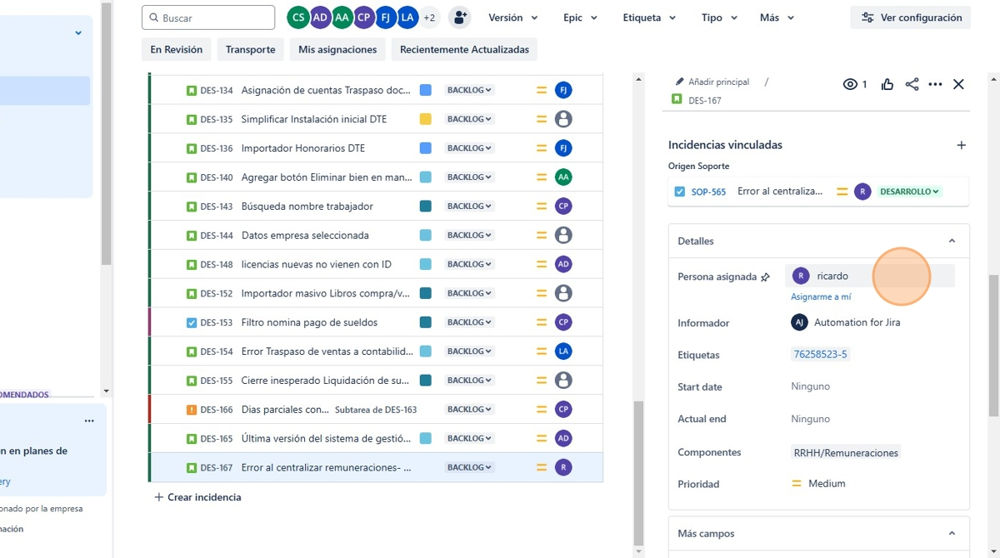 Buscar
CS AD AA CP FJ LA +2
Versión
Epic
Etiqueta
Tipo
Más
Ver configuración
En Revisión
Transporte
Mis asignaciones
Recientemente Actualizadas
DES-134 Asignación de cuentas Traspaso doc... BACKLOG FJ
DES-135 Simplificar Instalación inicial DTE BACKLOG
DES-136 Importador Honorarios DTE BACKLOG FJ
DES-140 Agregar botón Eliminar bien en man... BACKLOG AA
DES-143 Búsqueda nombre trabajador BACKLOG CP
DES-144 Datos empresa seleccionada BACKLOG
DES-148 licencias nuevas no vienen con ID BACKLOG AD
DES-152 Importador masivo Libros compra/v... BACKLOG
DES-153 Filtro nomina pago de sueldos BACKLOG CP
DES-154 Error Traspaso de ventas a contabilid... BACKLOG LA
DES-155 Cierre inesperado Liquidación de su... BACKLOG
DES-166 Dias parciales con... Subtarea de DES-163 BACKLOG CP
DES-165 Última versión del sistema de gestió... BACKLOG AD
DES-167 Error al centralizar remuneraciones- ... BACKLOG R
+ Crear incidencia
OMENDADOS
n en planes de
ery
onado por la empresa
mación
Añadir principal /
1
DES-167
Incidencias vinculadas
Origen Soporte
SOP-565 Error al centraliza... R DESARROLLO
Detalles
Persona asignada R ricardo
Asignarme a mí
Informador AJ Automation for Jira
Etiquetas 76258523-5
Start date Ninguno
Actual end Ninguno
Componentes RRHH/Remuneraciones
Prioridad Medium
Más campos